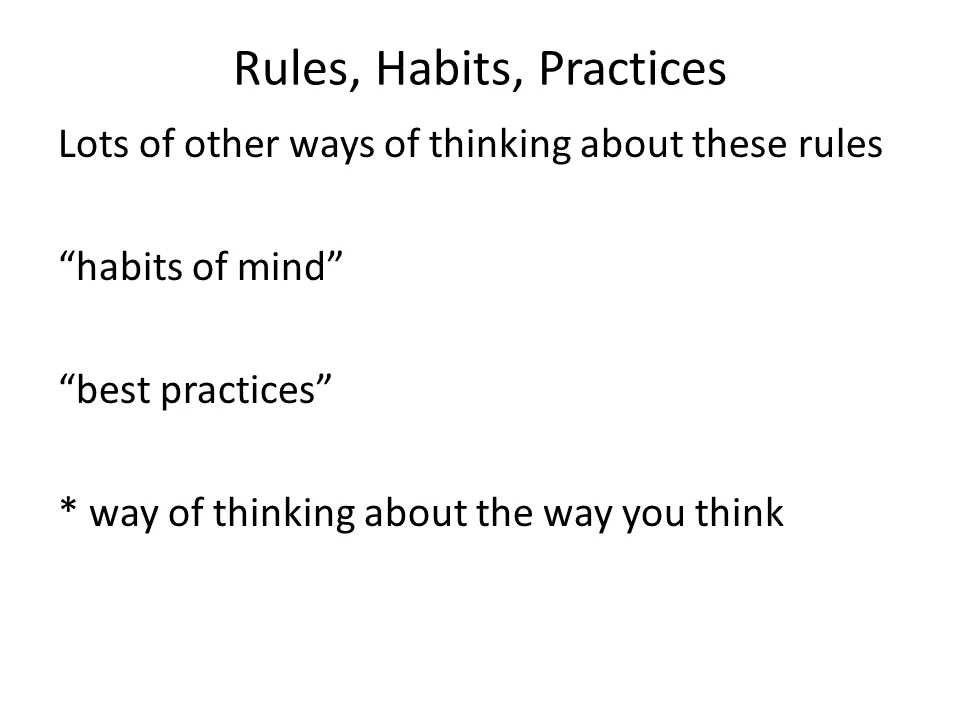 Rules, Habits, Practices
Lots of other ways of thinking about these rules
“habits of mind”
“best practices”
* way of thinking about the way you think